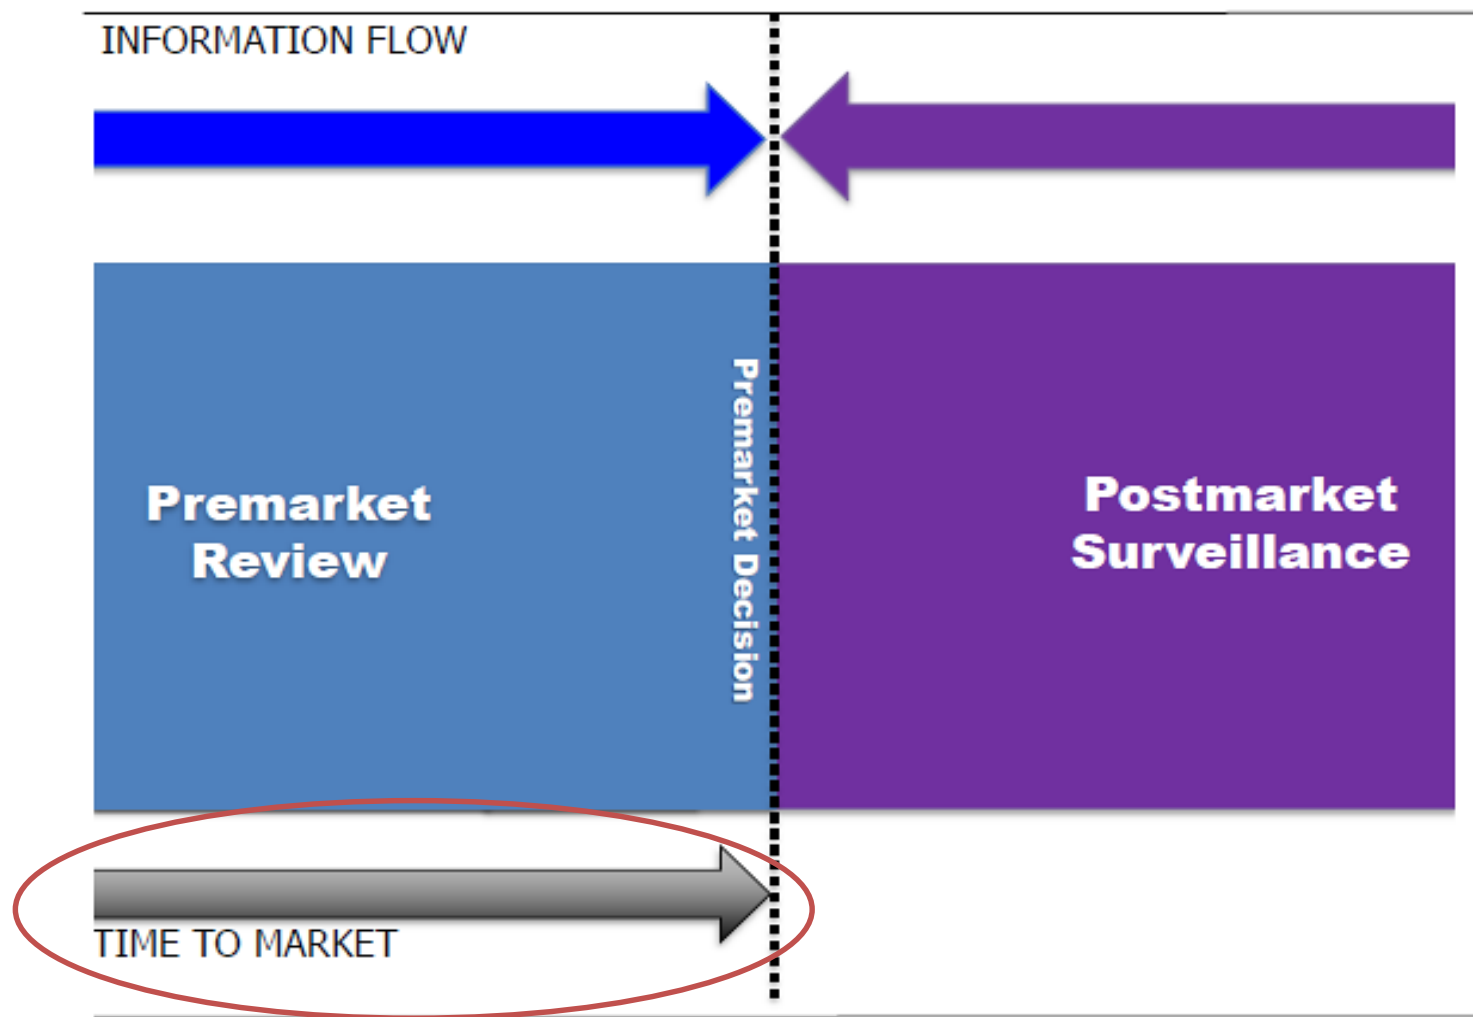 INFORMATION FLOW
Premarket
Review
Premarket Decision
Postmarket
Surveillance
TIME TO MARKET